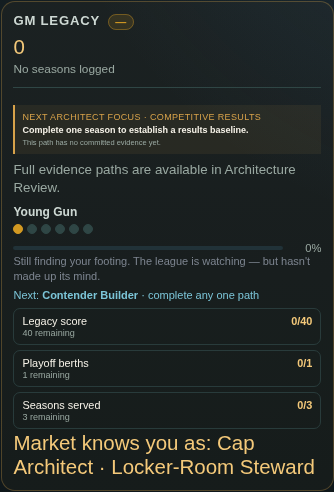 GM LEGACY —
0
No seasons logged
NEXT ARCHITECT FOCUS · COMPETITIVE RESULTS
Complete one season to establish a results baseline.
This path has no committed evidence yet.
Full evidence paths are available in Architecture
Review.
Young Gun
0%
Still finding your footing. The league is watching — but hasn't
made up its mind.
Next: Contender Builder · complete any one path
Legacy score 0/40
40 remaining
Playoff berths 0/1
1 remaining
Seasons served 0/3
3 remaining
Market knows you as: Cap
Architect · Locker-Room Steward